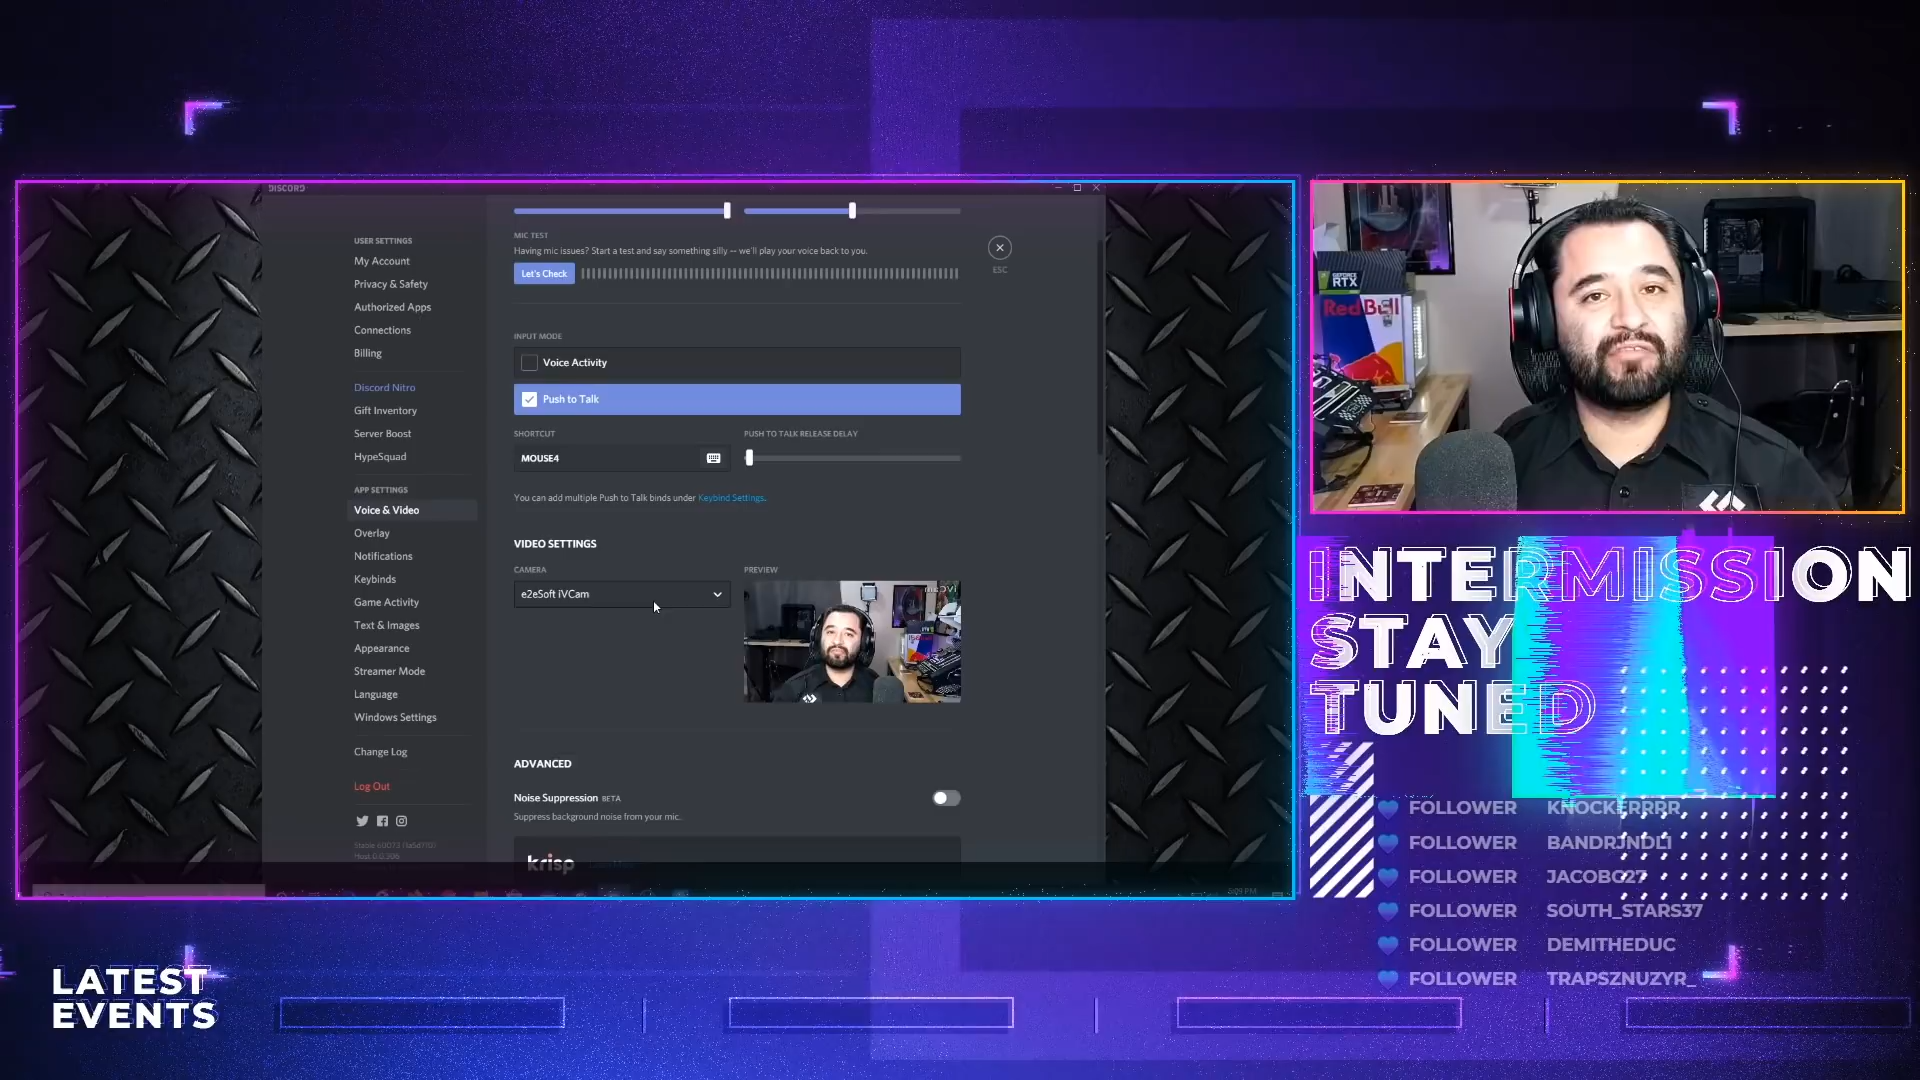 DISCORD
USER SETTINGS
My Account
Privacy & Safety
Authorized Apps
Connections
Billing
Discord Nitro
Gift Inventory
Server Boost
HypeSquad
APP SETTINGS
Voice & Video
Overlay
Notifications
Keybinds
Game Activity
Text & Images
Appearance
Streamer Mode
Language
Windows Settings
Change Log
Log Out
MIC TEST
Having mic issues? Start a test and say something silly — we'll play your voice back to you.
Let's Check
ESC
INPUT MODE
Voice Activity
Push to Talk
SHORTCUT
PUSH TO TALK RELEASE DELAY
MOUSE4
You can add multiple Push to Talk binds under Keybind Settings.
VIDEO SETTINGS
CAMERA
PREVIEW
e2eSoft iVCam
iVCam
ADVANCED
Noise Suppression BETA
Suppress background noise from your mic.
krisp
GEFORCE
RTX
Red Bull
INTERMISSION
STAY
TUNED
FOLLOWER KNOCKERRRR
FOLLOWER BANDRJNDLI
FOLLOWER JACOBO27
FOLLOWER SOUTH_STARS37
FOLLOWER DEMITHEDUC
FOLLOWER TRAPSZNUZYR_
LATEST
EVENTS